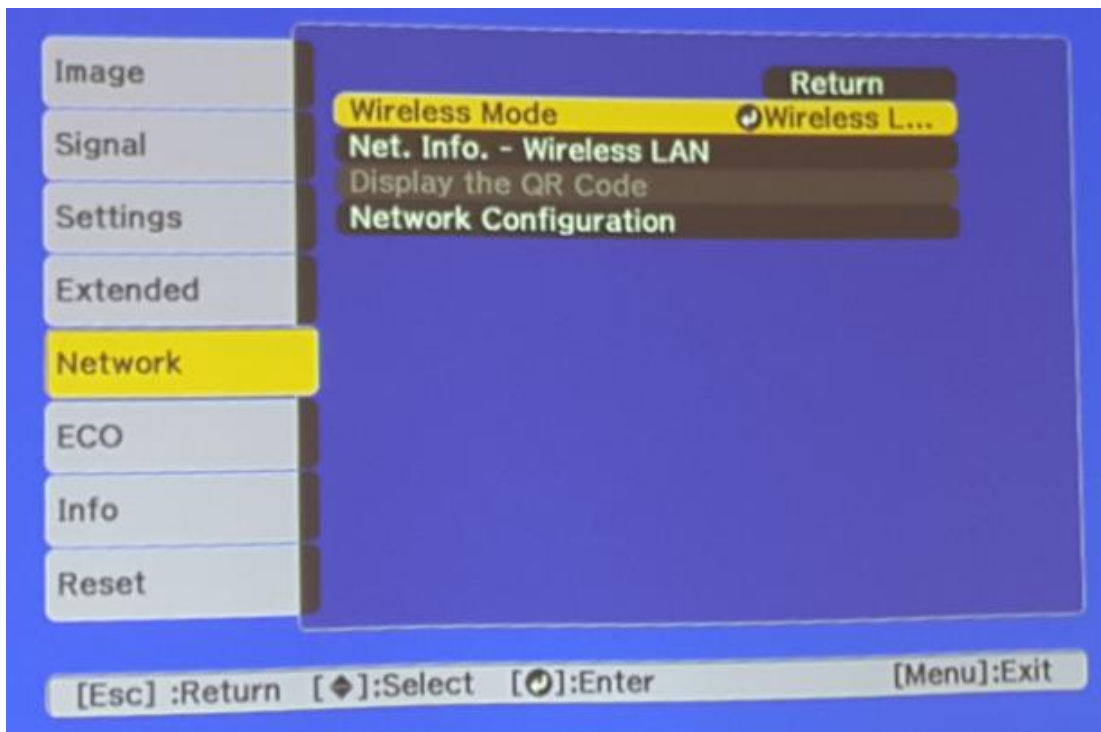 Image
Signal
Settings
Extended
Network
ECO
Info
Reset
Return
Wireless Mode Wireless L...
Net. Info. - Wireless LAN
Display the QR Code
Network Configuration
[Esc] :Return [◆]:Select [⏎]:Enter [Menu]:Exit